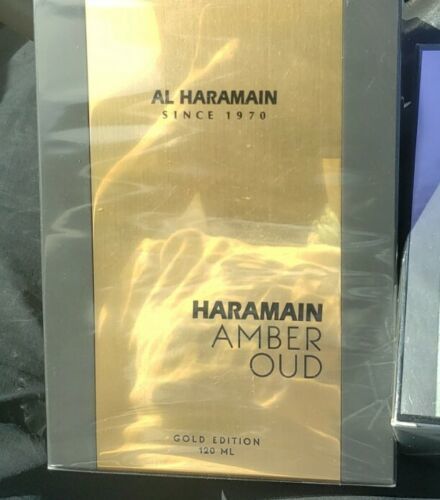 AL HARAMAIN
SINCE 1970
HARAMAIN
AMBER
OUD
GOLD EDITION
120 ML